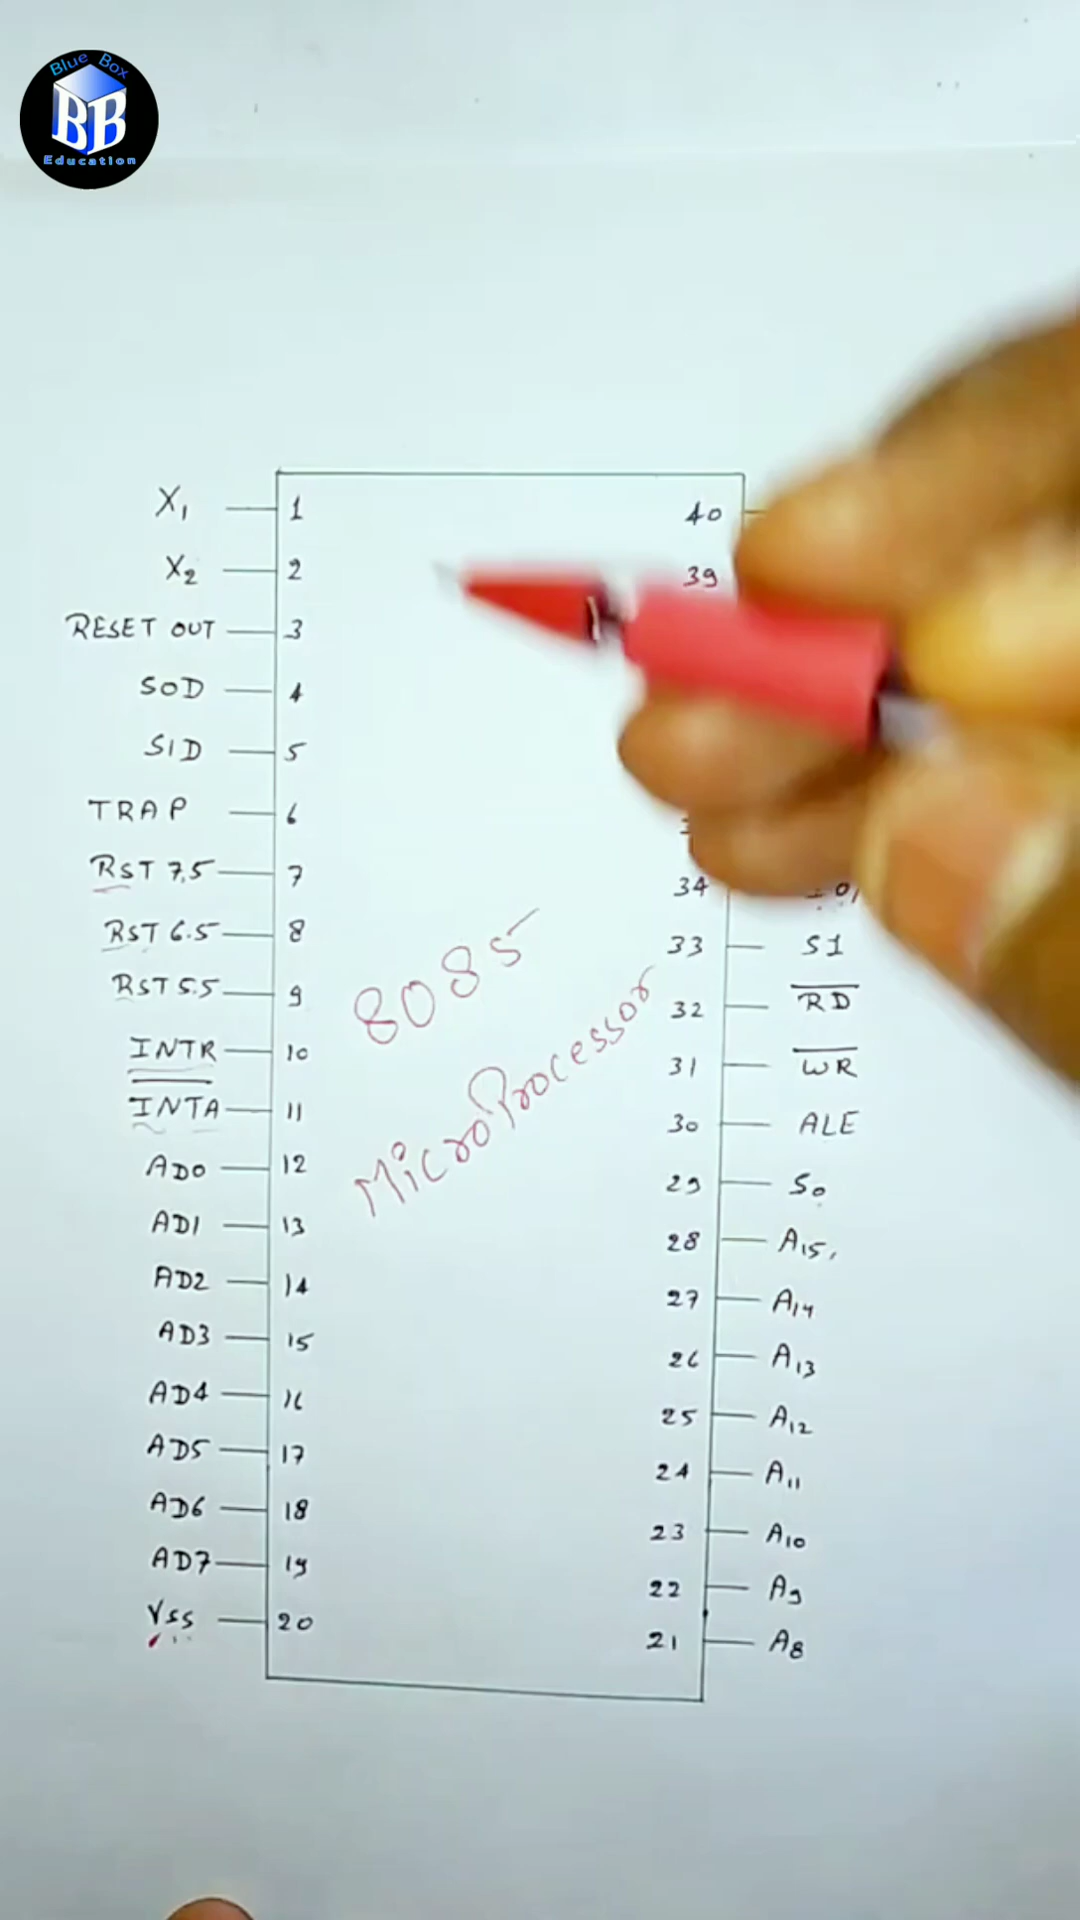 Blue Box
BB
Education
X1 1 40
X2 2 39
RESET OUT 3
SOD 4
SID 5
TRAP 6
RST 7.5 7 34
RST 6.5 8 33 S1
RST 5.5 9 32 RD
INTR 10 31 WR
INTA 11 30 ALE
AD0 12 29 S0
AD1 13 28 A15
AD2 14 27 A14
AD3 15 26 A13
AD4 16 25 A12
AD5 17 24 A11
AD6 18 23 A10
AD7 19 22 A9
Vss 20 21 A8
8085
MicroProcessor